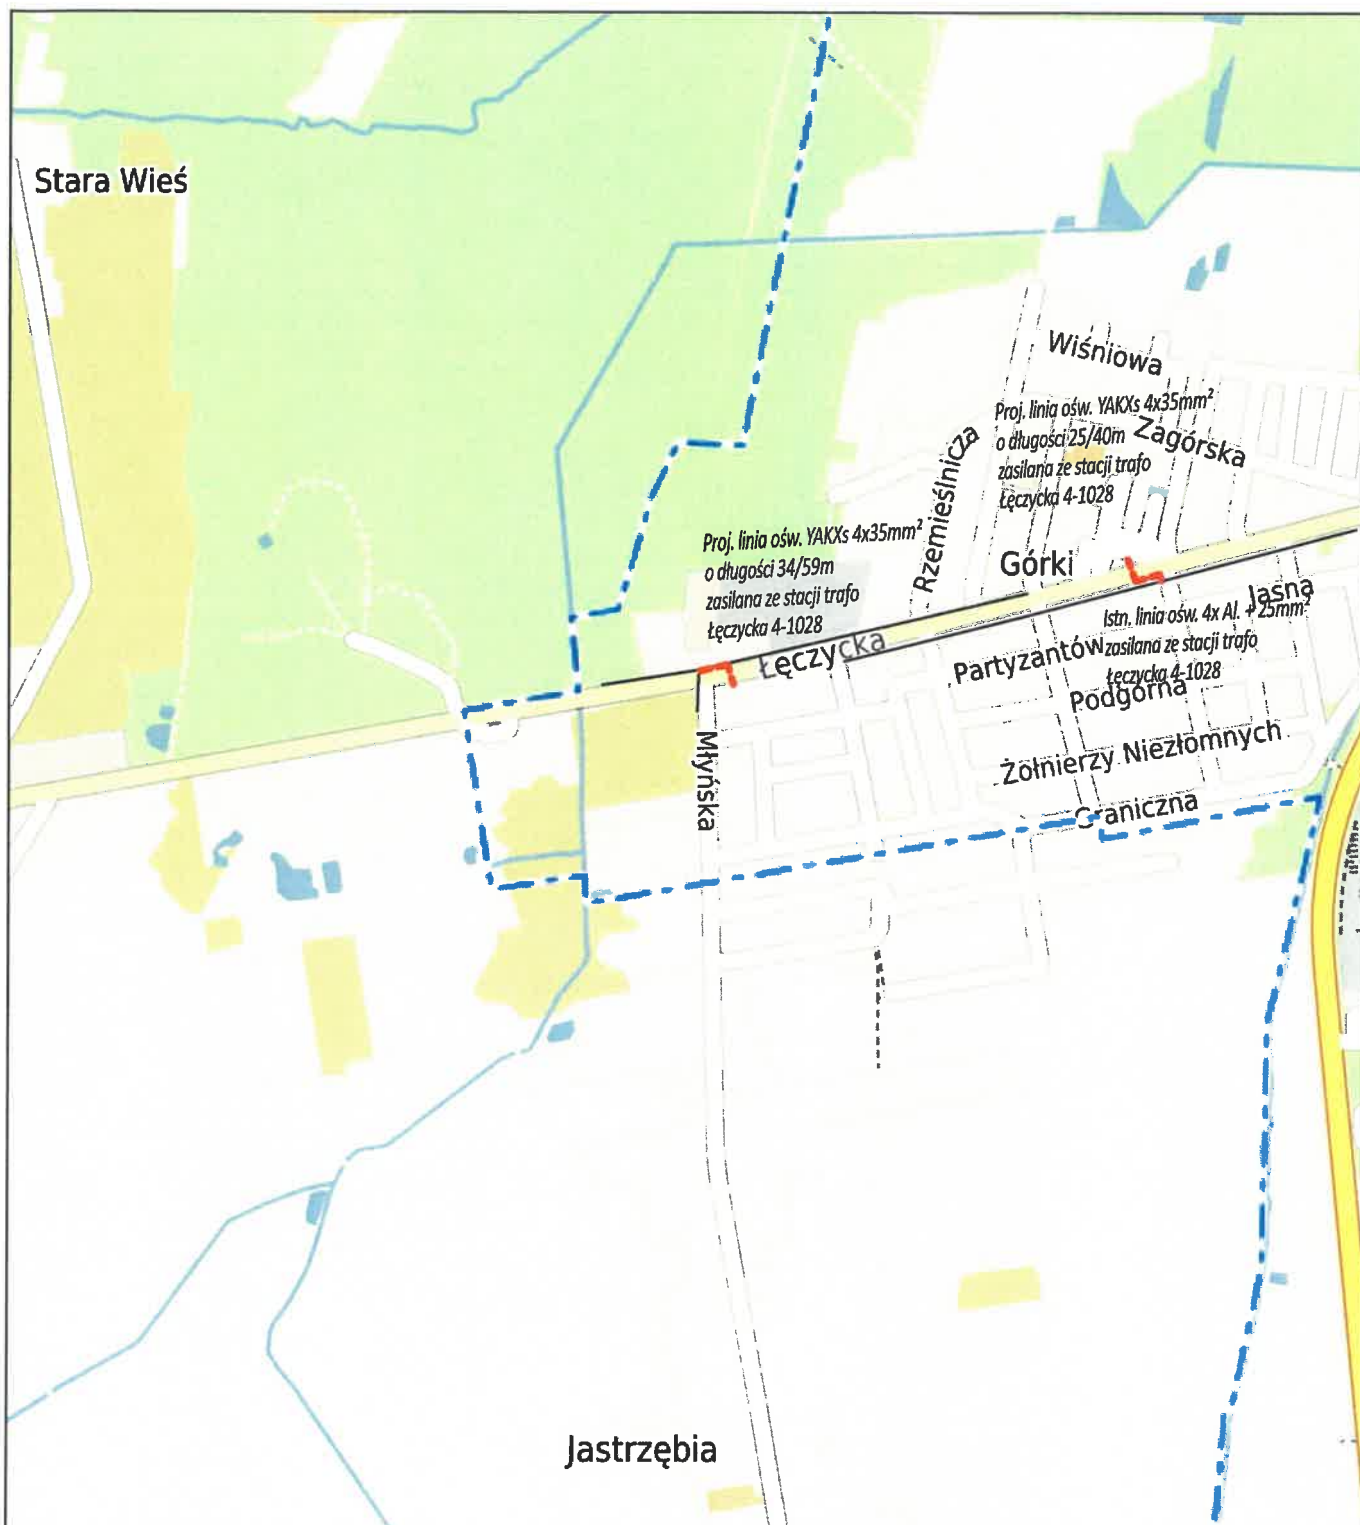 Stara Wieś
Wiśniowa
Proj. linia ośw. YAKXs 4x35mm²
o długości 25/40m
zasilana ze stacji trafo
Łęczycka 4-1028
Zagórska
Rzemieślnicza
Proj. linia ośw. YAKXs 4x35mm²
o długości 34/59m
zasilana ze stacji trafo
Łęczycka 4-1028
Górki
Jasna
Istn. linia ośw. 4x Al. + 25mm²
zasilana ze stacji trafo
Łęczycka 4-1028
Łęczycka
Partyzantów
Podgórna
Młyńska
Żołnierzy Niezłomnych
Graniczna
Jastrzębia